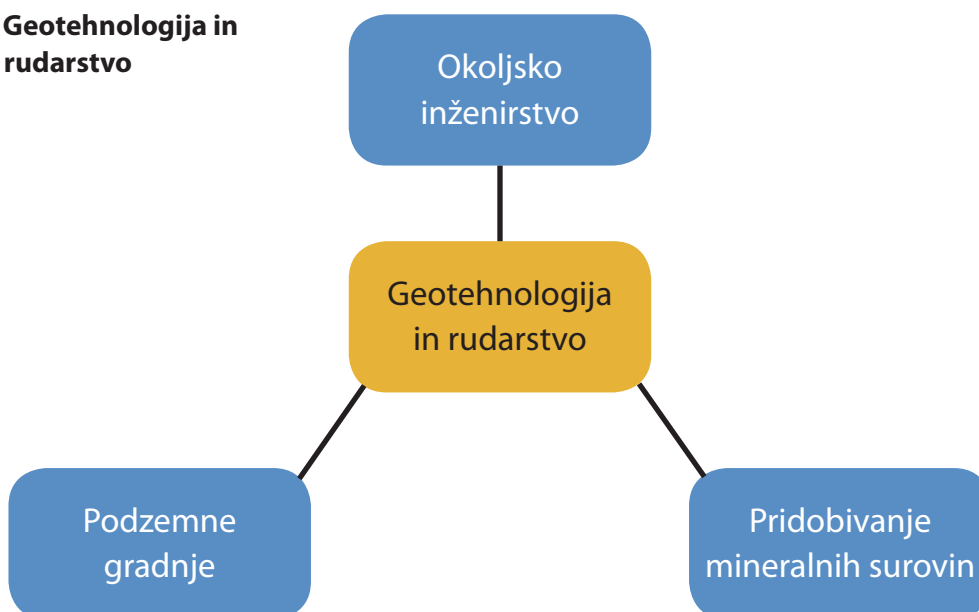 Geotehnologija in
rudarstvo
Okoljsko
inženirstvo
Geotehnologija
in rudarstvo
Podzemne
gradnje
Pridobivanje
mineralnih surovin